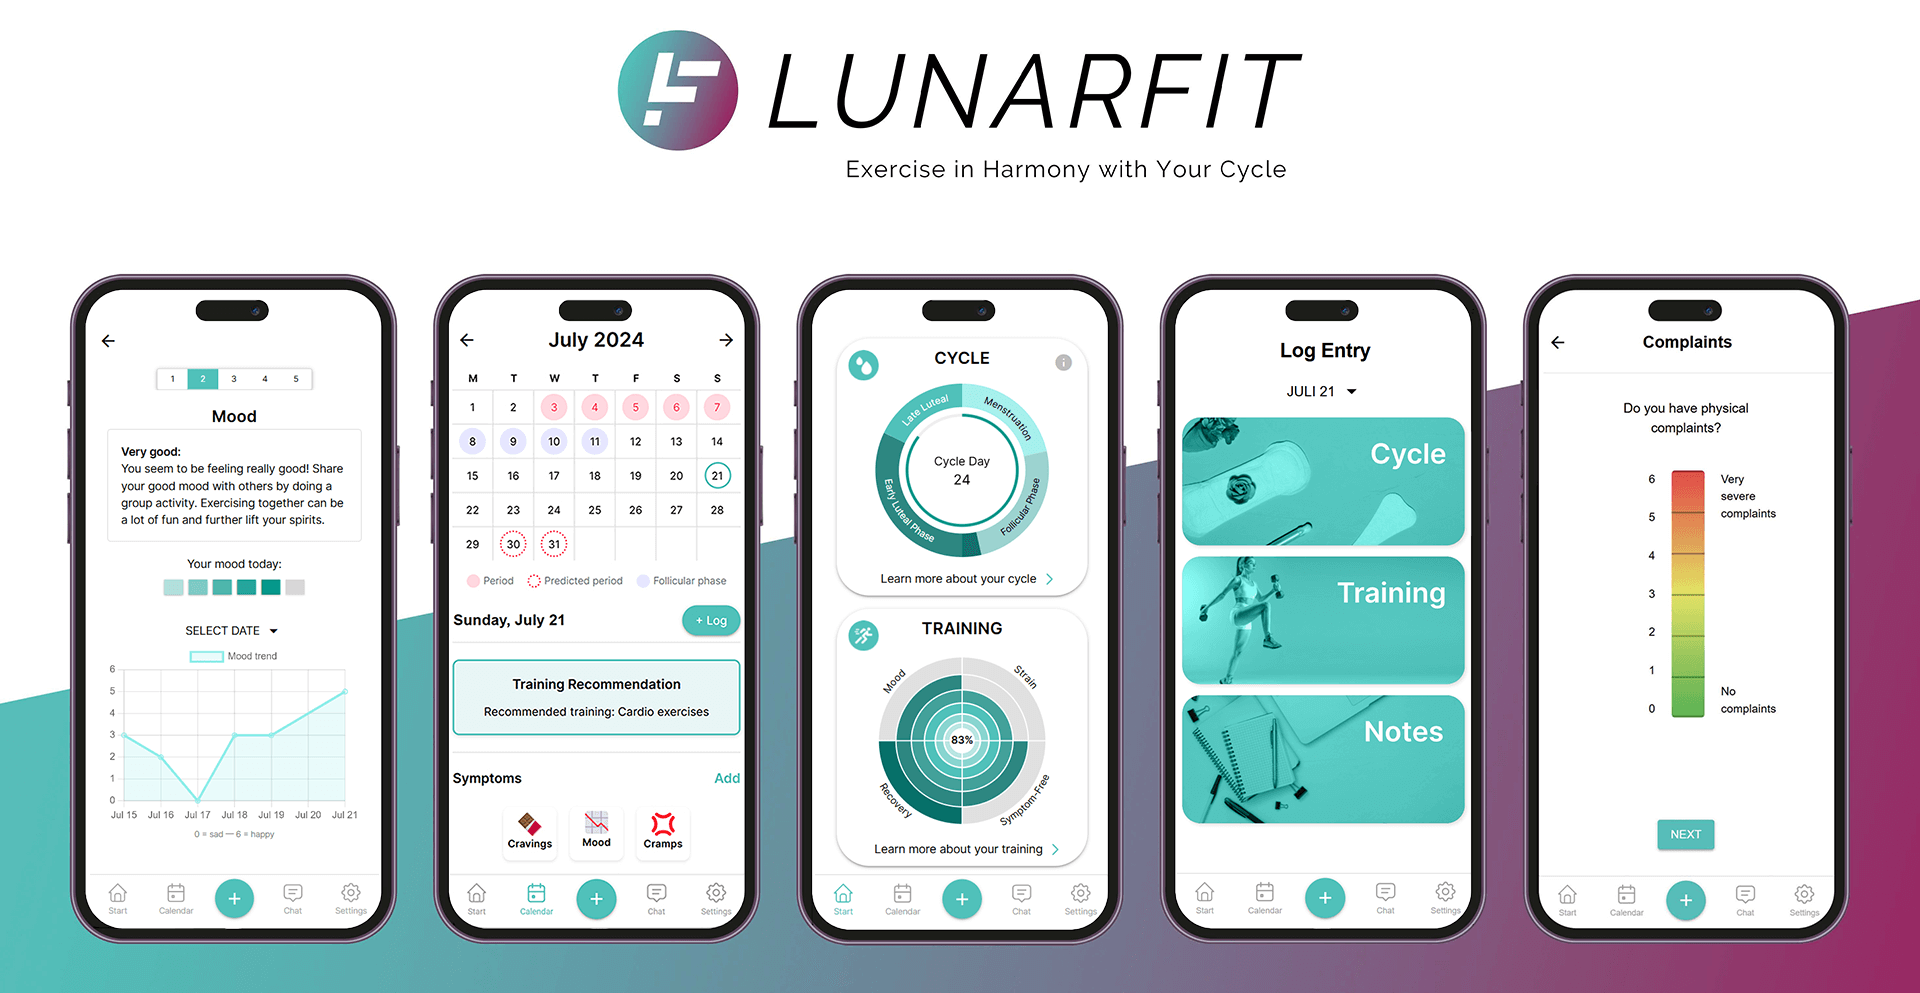 LUNARFIT
Exercise in Harmony with Your Cycle
1 2 3 4 5
Mood
Very good:
You seem to be feeling really good! Share
your good mood with others by doing a
group activity. Exercising together can be
a lot of fun and further lift your spirits.
Your mood today:
SELECT DATE
Mood trend
6
5
4
3
2
1
0
Jul 15 Jul 16 Jul 17 Jul 18 Jul 19 Jul 20 Jul 21
0 = sad — 6 = happy
Start Calendar + Chat Settings
July 2024
M T W T F S S
1 2 3 4 5 6 7
8 9 10 11 12 13 14
15 16 17 18 19 20 21
22 23 24 25 26 27 28
29 30 31
Period Predicted period Follicular phase
Sunday, July 21
+ Log
Training Recommendation
Recommended training: Cardio exercises
Symptoms Add
Cravings Mood Cramps
Start Calendar + Chat Settings
CYCLE
i
Late Luteal
Menstruation
Follicular Phase
Early Luteal Phase
Cycle Day
24
Learn more about your cycle
TRAINING
Mood
Strain
83%
Recovery
Symptom-Free
Learn more about your training
Start Calendar + Chat Settings
Log Entry
JULI 21
Cycle
Training
Notes
Start Calendar + Chat Settings
Complaints
Do you have physical
complaints?
6
5
4
3
2
1
0
Very
severe
complaints
No
complaints
NEXT
Start Calendar + Chat Settings